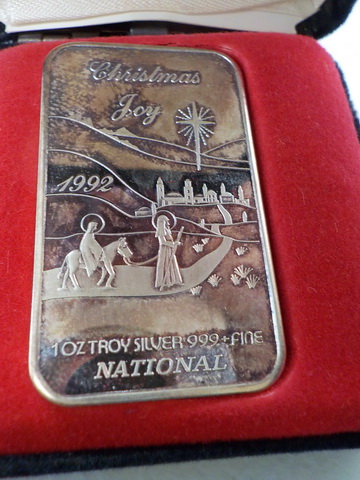 Christmas
Joy
1992
1 OZ TROY SILVER 999+FINE
NATIONAL